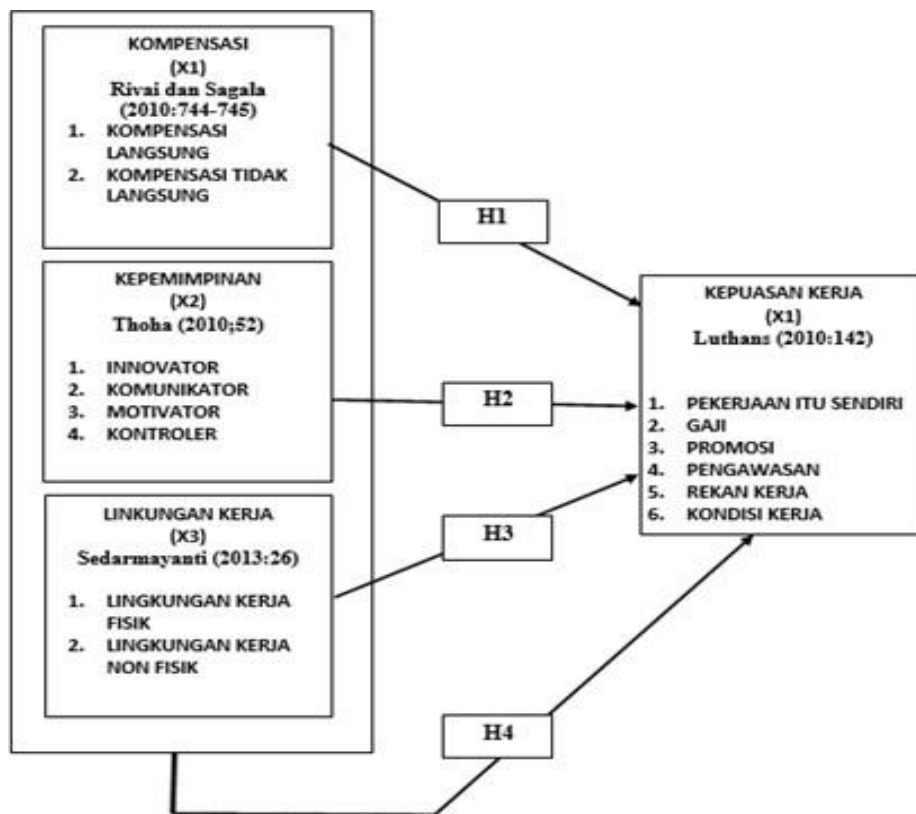 KOMPENSASI
(X1)
Rivai dan Sagala
(2010:744-745)
1. KOMPENSASI
LANGSUNG
2. KOMPENSASI TIDAK
LANGSUNG
H1
KEPEMIMPINAN
(X2)
Thoha (2010;52)
1. INNOVATOR
2. KOMUNIKATOR
3. MOTIVATOR
4. KONTROLER
H2
KEPUASAN KERJA
(X1)
Luthans (2010:142)
1. PEKERJAAN ITU SENDIRI
2. GAJI
3. PROMOSI
4. PENGAWASAN
5. REKAN KERJA
6. KONDISI KERJA
LINKUNGAN KERJA
(X3)
Sedarmayanti (2013:26)
1. LINGKUNGAN KERJA
FISIK
2. LINGKUNGAN KERJA
NON FISIK
H3
H4